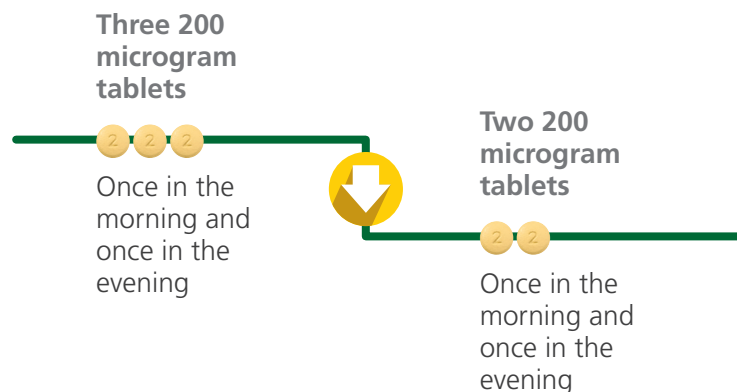 Three 200
microgram
tablets
2 2 2
Once in the
morning and
once in the
evening
Two 200
microgram
tablets
2 2
Once in the
morning and
once in the
evening